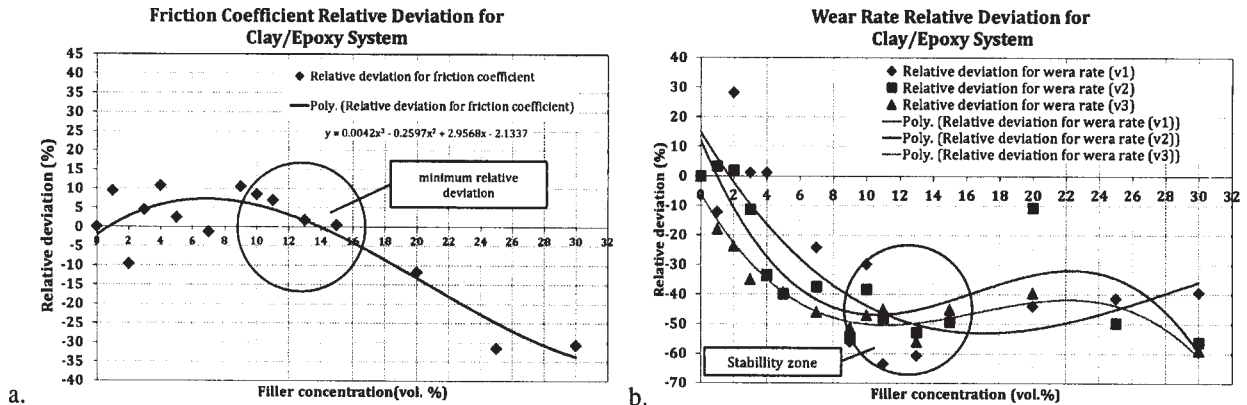 Friction Coefficient Relative Deviation for
Clay/Epoxy System
45
40
35
30
25
20
15
10
5
0
-5
-10
-15
-20
-25
-30
-35
-40
Relative deviation (%)
Relative deviation for friction coefficient
Poly. (Relative deviation for friction coefficient)
y = 0.0042x³ - 0.2597x² + 2.9568x - 2.1337
minimum relative
deviation
0 2 4 6 8 10 12 14 16 18 20 22 24 26 28 30 32
Filler concentration(vol. %)
a.
Wear Rate Relative Deviation for
Clay/Epoxy System
40
30
20
10
0
-10
-20
-30
-40
-50
-60
-70
Relative deviation (%)
Relative deviation for wera rate (v1)
Relative deviation for wera rate (v2)
Relative deviation for wera rate (v3)
Poly. (Relative deviation for wera rate (v1))
Poly. (Relative deviation for wera rate (v2))
Poly. (Relative deviation for wera rate (v3))
0 2 4 6 8 10 12 14 16 18 20 22 24 26 28 30 32
Stabillity zone
Filler concentration (vol.%)
b.